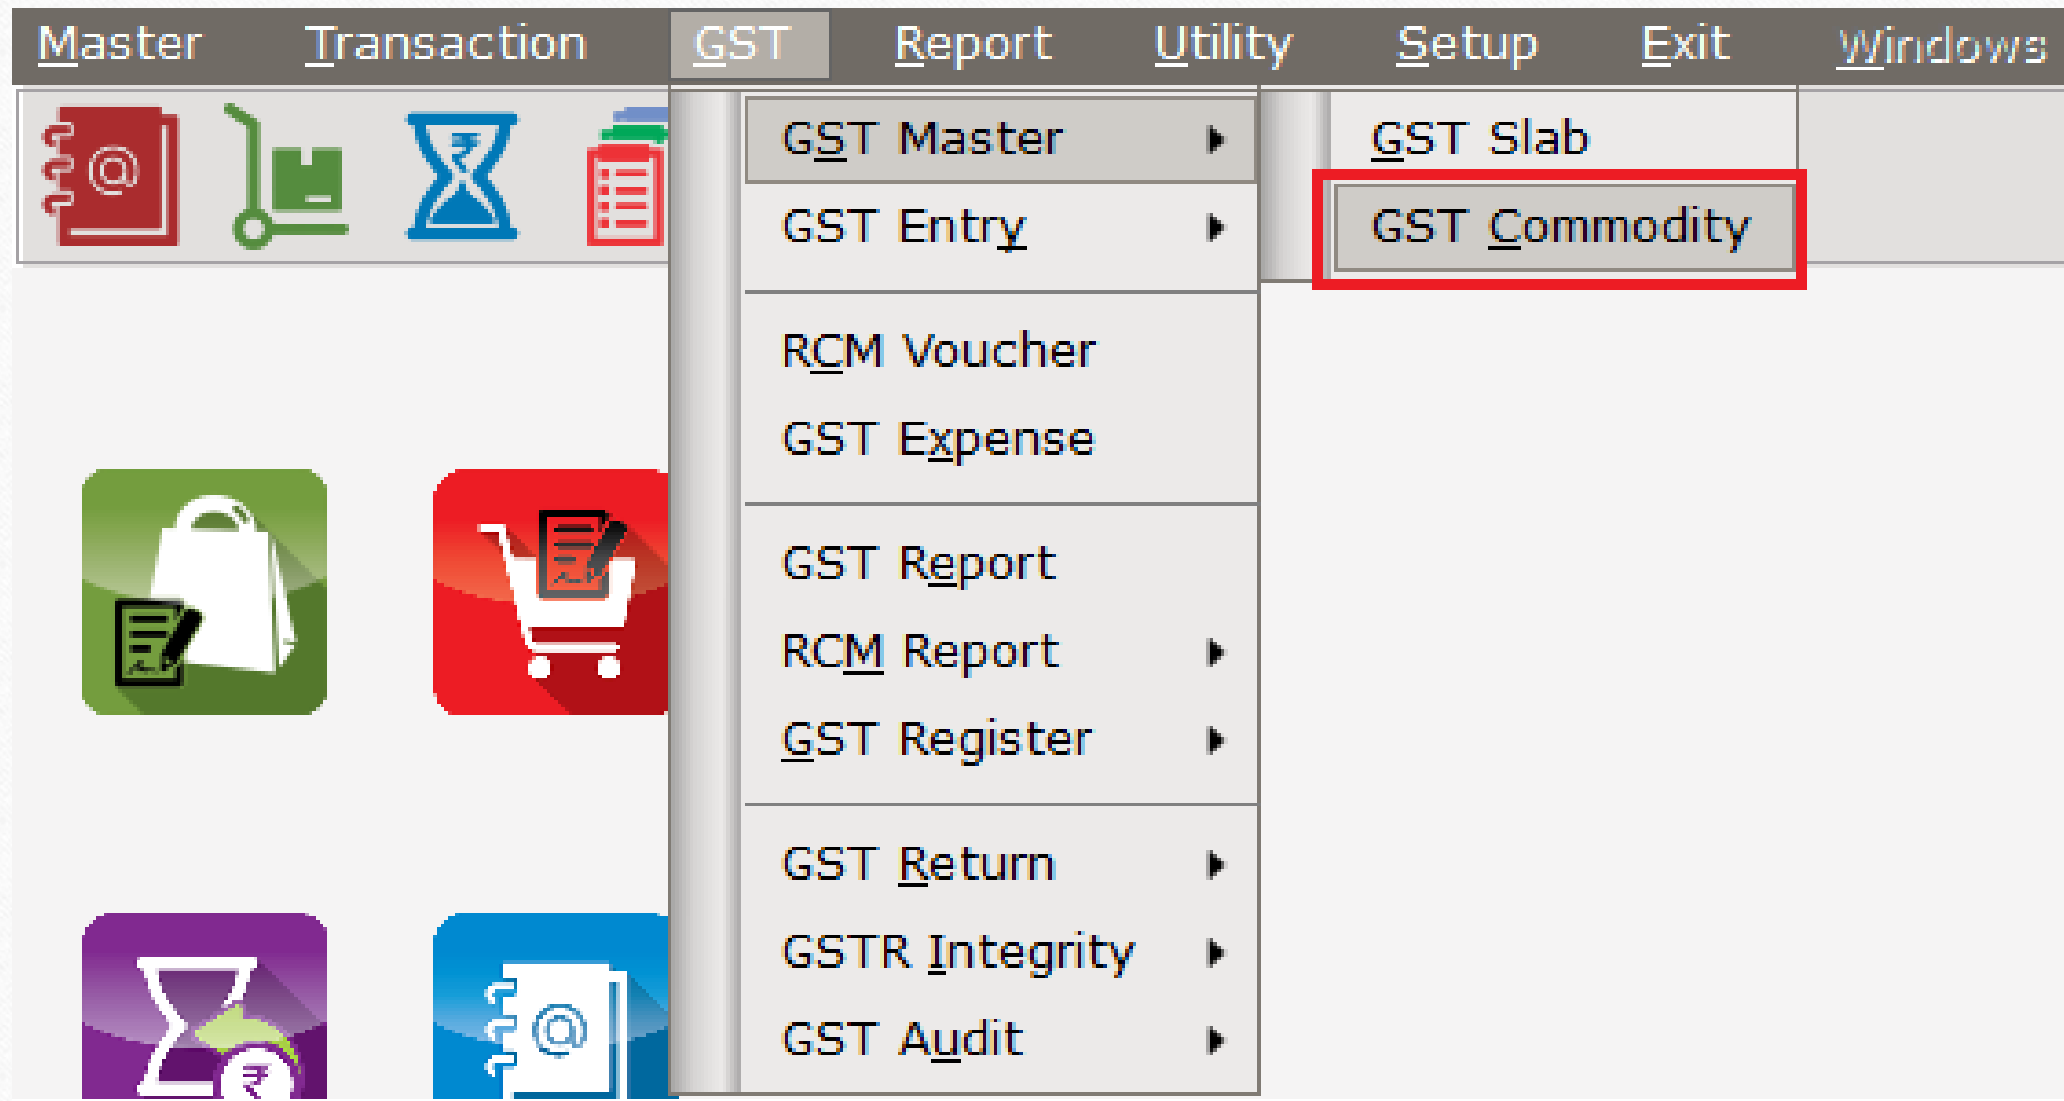 Master Transaction GST Report Utility Setup Exit Windows
GST Master
GST Entry
RCM Voucher
GST Expense
GST Report
RCM Report
GST Register
GST Return
GSTR Integrity
GST Audit
GST Slab
GST Commodity
@
₹
@
₹